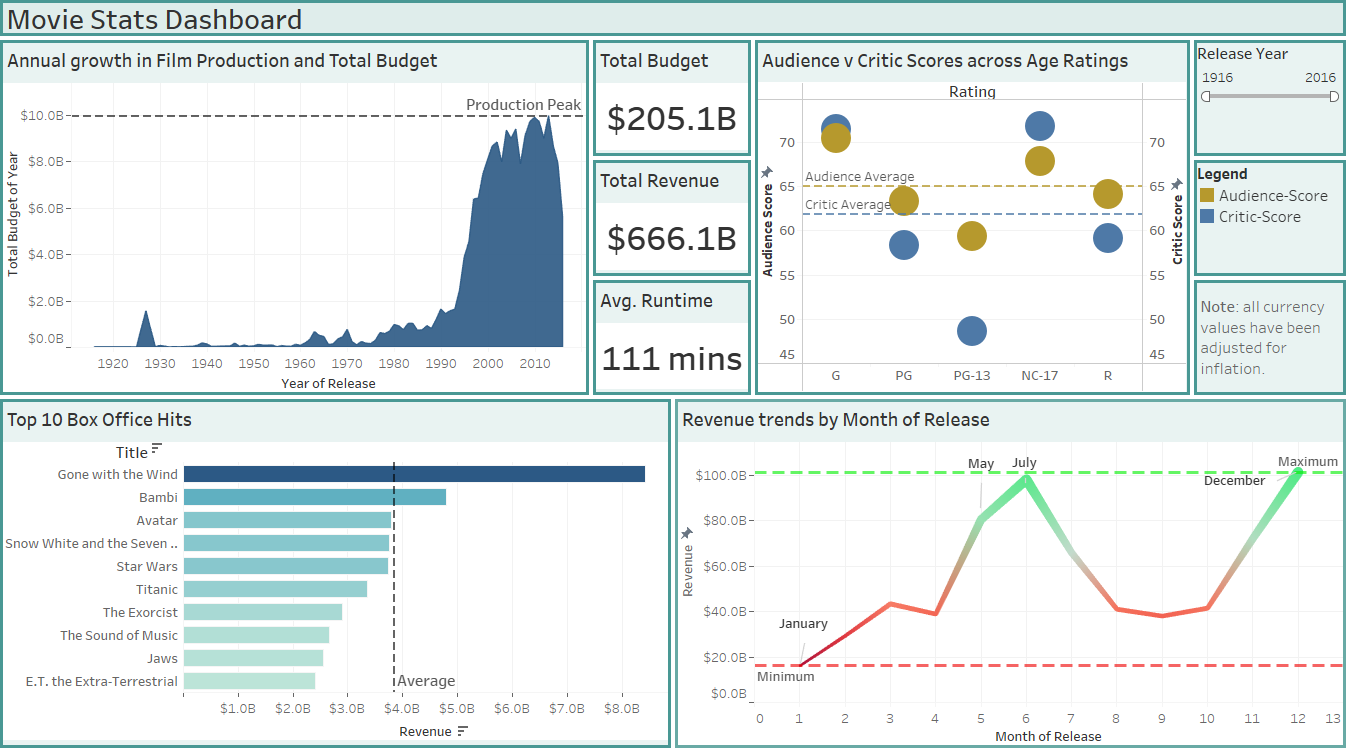 Movie Stats Dashboard
Annual growth in Film Production and Total Budget
Production Peak
Total Budget of Year
$10.0B
$8.0B
$6.0B
$4.0B
$2.0B
$0.0B
1920 1930 1940 1950 1960 1970 1980 1990 2000 2010
Year of Release
Total Budget
$205.1B
Total Revenue
$666.1B
Avg. Runtime
111 mins
Audience v Critic Scores across Age Ratings
Rating
Audience Score
70
65
60
55
50
45
Audience Average
Critic Average
70
65
60
55
50
45
Critic Score
G PG PG-13 NC-17 R
Release Year
1916 2016
Legend
Audience-Score
Critic-Score
Note: all currency
values have been
adjusted for
inflation.
Top 10 Box Office Hits
Title
Gone with the Wind
Bambi
Avatar
Snow White and the Seven ..
Star Wars
Titanic
The Exorcist
The Sound of Music
Jaws
E.T. the Extra-Terrestrial
Average
$1.0B $2.0B $3.0B $4.0B $5.0B $6.0B $7.0B $8.0B
Revenue
Revenue trends by Month of Release
Revenue
$100.0B
$80.0B
$60.0B
$40.0B
$20.0B
$0.0B
May July
Maximum
December
January
Minimum
0 1 2 3 4 5 6 7 8 9 10 11 12 13
Month of Release